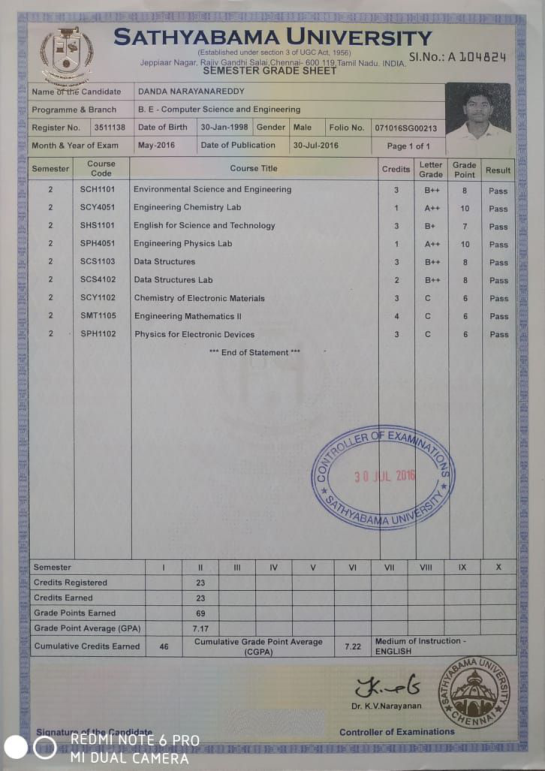 SATHYABAMA UNIVERSITY
(Established under section 3 of UGC Act, 1956)
Jeppiaar Nagar, Rajiv Gandhi Salai, Chennai- 600 119, Tamil Nadu. INDIA. Sl.No.: A 104824
SEMESTER GRADE SHEET
Name of the Candidate DANDA NARAYANAREDDY
Programme & Branch B. E - Computer Science and Engineering
Register No. 3511138 Date of Birth 30-Jan-1998 Gender Male Folio No. 071016SG00213
Month & Year of Exam May-2016 Date of Publication 30-Jul-2016 Page 1 of 1
Semester Course Code Course Title Credits Letter Grade Grade Point Result
2 SCH1101 Environmental Science and Engineering 3 B++ 8 Pass
2 SCY4051 Engineering Chemistry Lab 1 A++ 10 Pass
2 SHS1101 English for Science and Technology 3 B+ 7 Pass
2 SPH4051 Engineering Physics Lab 1 A++ 10 Pass
2 SCS1103 Data Structures 3 B++ 8 Pass
2 SCS4102 Data Structures Lab 2 B++ 8 Pass
2 SCY1102 Chemistry of Electronic Materials 3 C 6 Pass
2 SMT1105 Engineering Mathematics II 4 C 6 Pass
2 SPH1102 Physics for Electronic Devices 3 C 6 Pass
*** End of Statement ***
CONTROLLER OF EXAMINATIONS
30 JUL 2016
SATHYABAMA UNIVERSITY
Semester I II III IV V VI VII VIII IX X
Credits Registered 23
Credits Earned 23
Grade Points Earned 69
Grade Point Average (GPA) 7.17
Cumulative Credits Earned 46 Cumulative Grade Point Average (CGPA) 7.22 Medium of Instruction - ENGLISH
SATHYABAMA UNIVERSITY
CHENNAI
Dr. K.V.Narayanan
Signature of the Candidate Controller of Examinations
REDMI NOTE 6 PRO
MI DUAL CAMERA